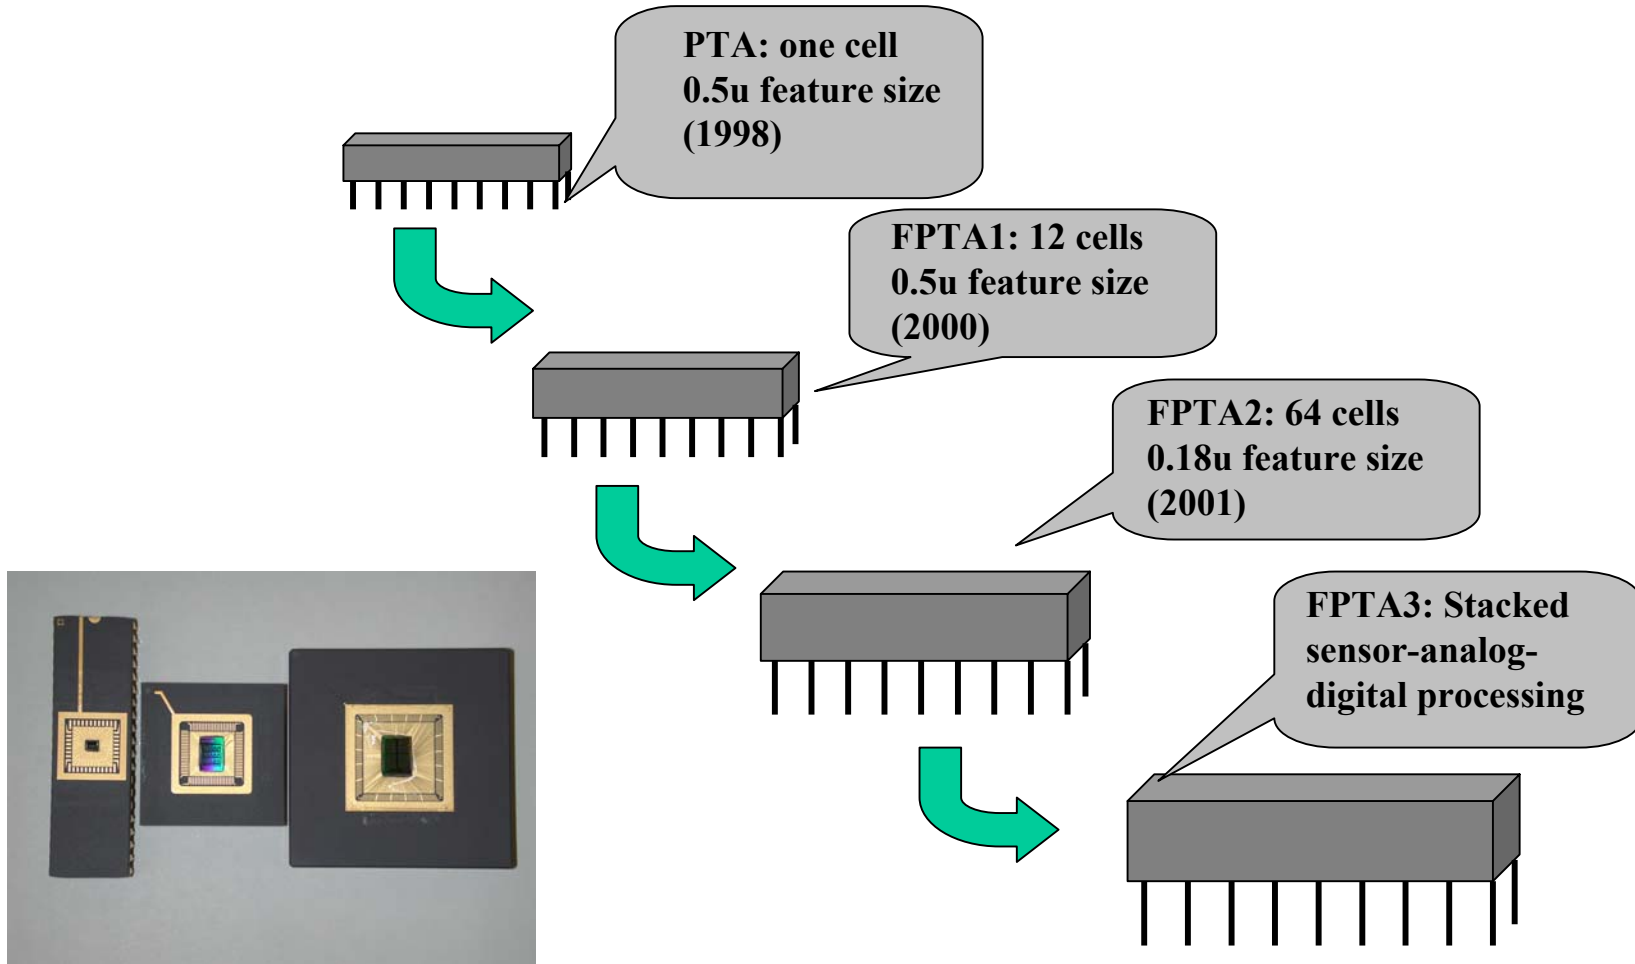 PTA: one cell
0.5u feature size
(1998)
FPTA1: 12 cells
0.5u feature size
(2000)
FPTA2: 64 cells
0.18u feature size
(2001)
FPTA3: Stacked
sensor-analog-
digital processing